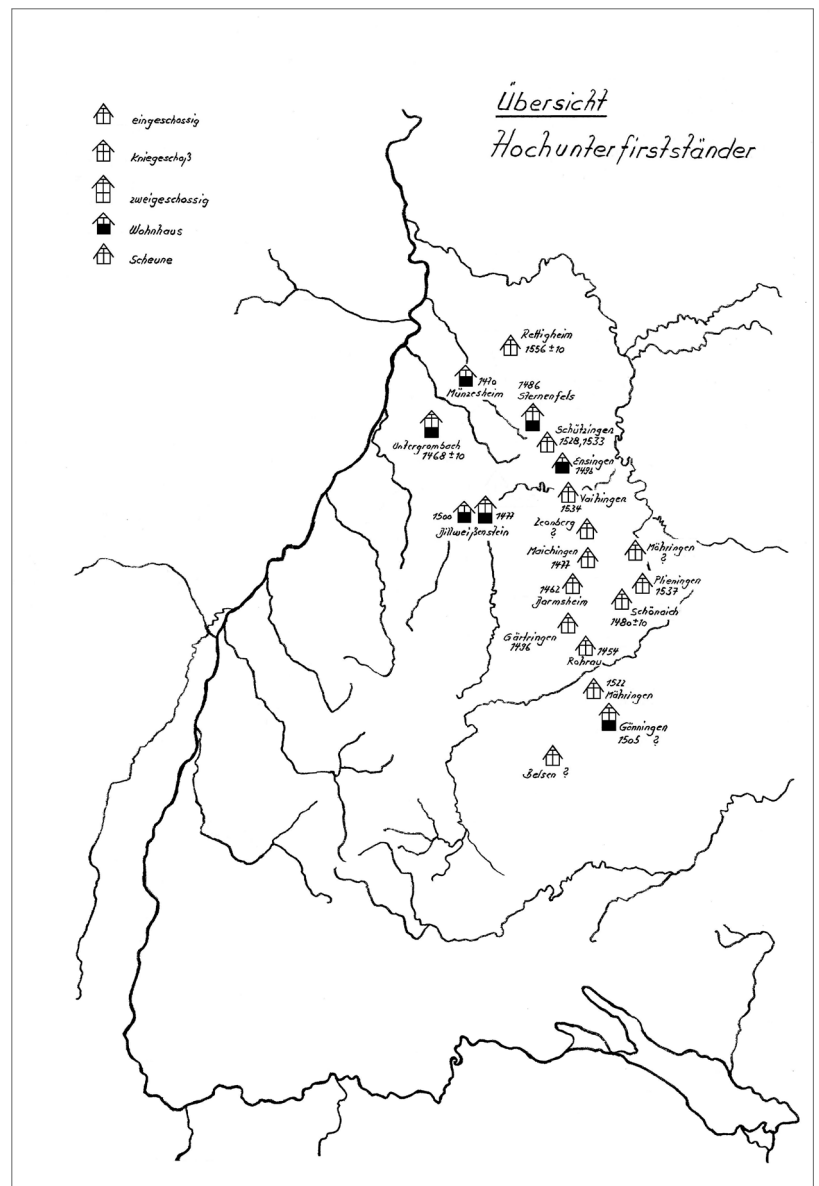 Übersicht
Hochunterfirstständer
eingeschossig
Kniegeschoß
zweigeschossig
Wohnhaus
Scheune
Rettigheim
1556 ± 10
1470
Münzesheim
1486
Sternenfels
Untergrombach
1468 ± 10
Schützingen
1528, 1533
Ensingen
Vaihingen
1534
1500
1477
Dillweißenstein
Leonberg
?
Maichingen
1477
Möhringen
?
1462
Darmsheim
Plieningen
1537
Schönaich
1480 ± 10
Gärtringen
1496
1454
Rohrau
1522
Mähringen
Gönningen
1505 ?
Belsen ?